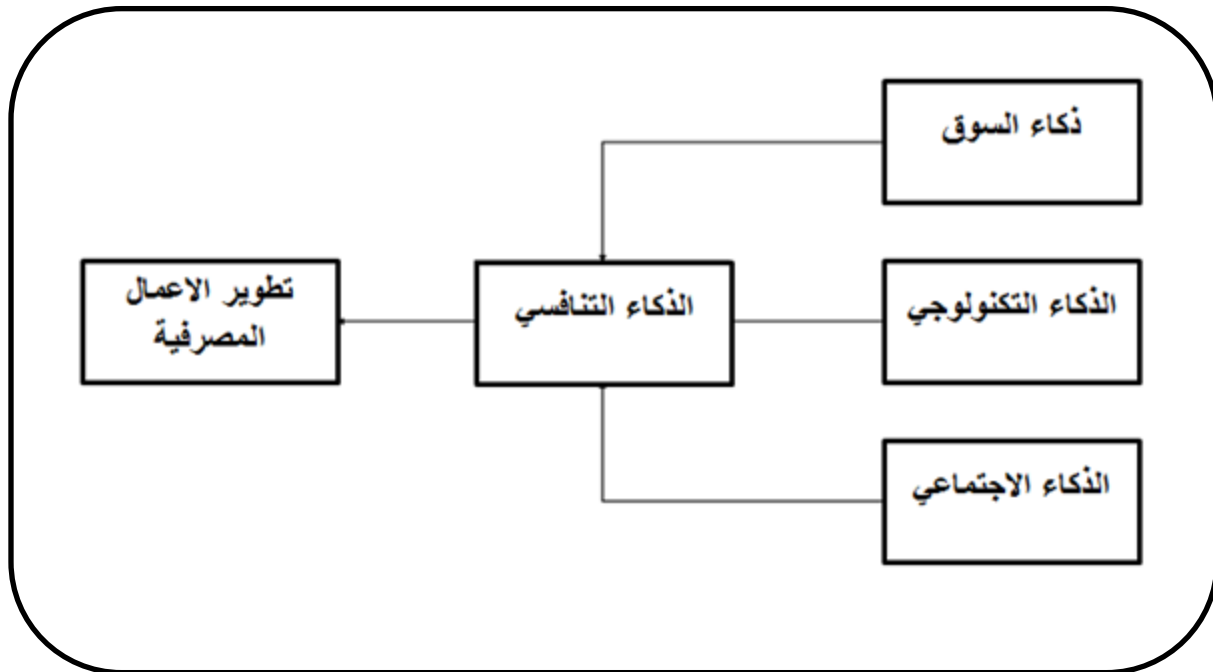 ذكاء السوق
الذكاء التكنولوجي
الذكاء التنافسي
تطوير الاعمال
المصرفية
الذكاء الاجتماعي